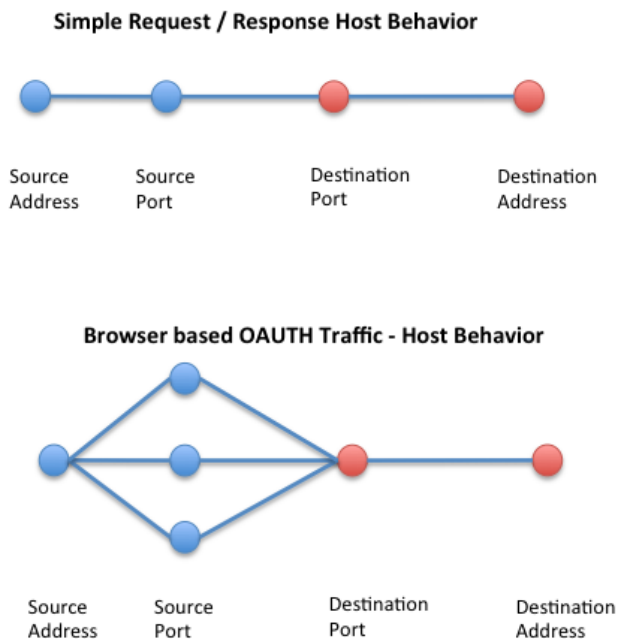 Simple Request / Response Host Behavior
Source Address
Source Port
Destination Port
Destination Address
Browser based OAUTH Traffic - Host Behavior
Source Address
Source Port
Destination Port
Destination Address